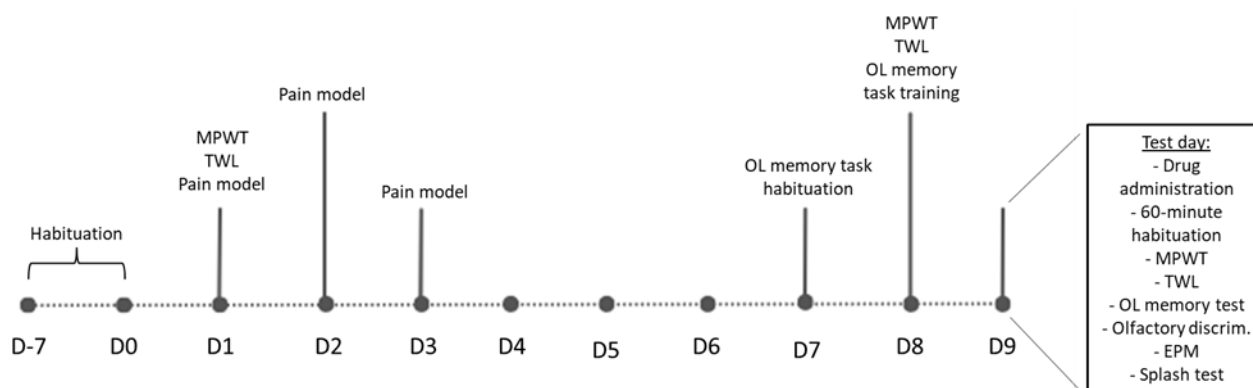 Habituation
MPWT
TWL
Pain model
Pain model
Pain model
OL memory task
habituation
MPWT
TWL
OL memory
task training
Test day:
- Drug
administration
- 60-minute
habituation
- MPWT
- TWL
- OL memory test
- Olfactory discrim.
- EPM
- Splash test
D-7
D0
D1
D2
D3
D4
D5
D6
D7
D8
D9